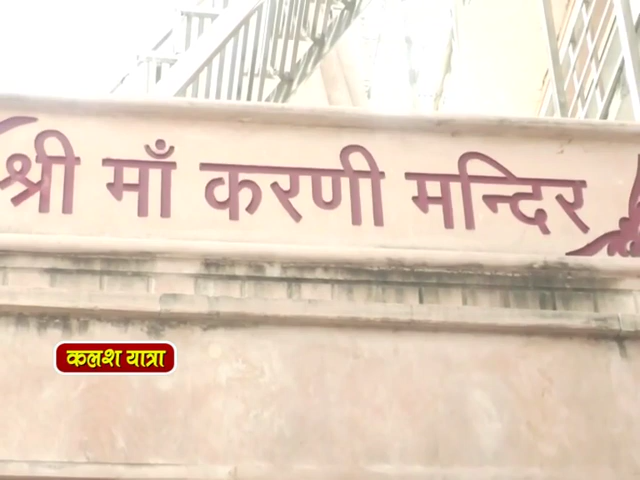 श्री माँ करणी मन्दिर
कलश यात्रा